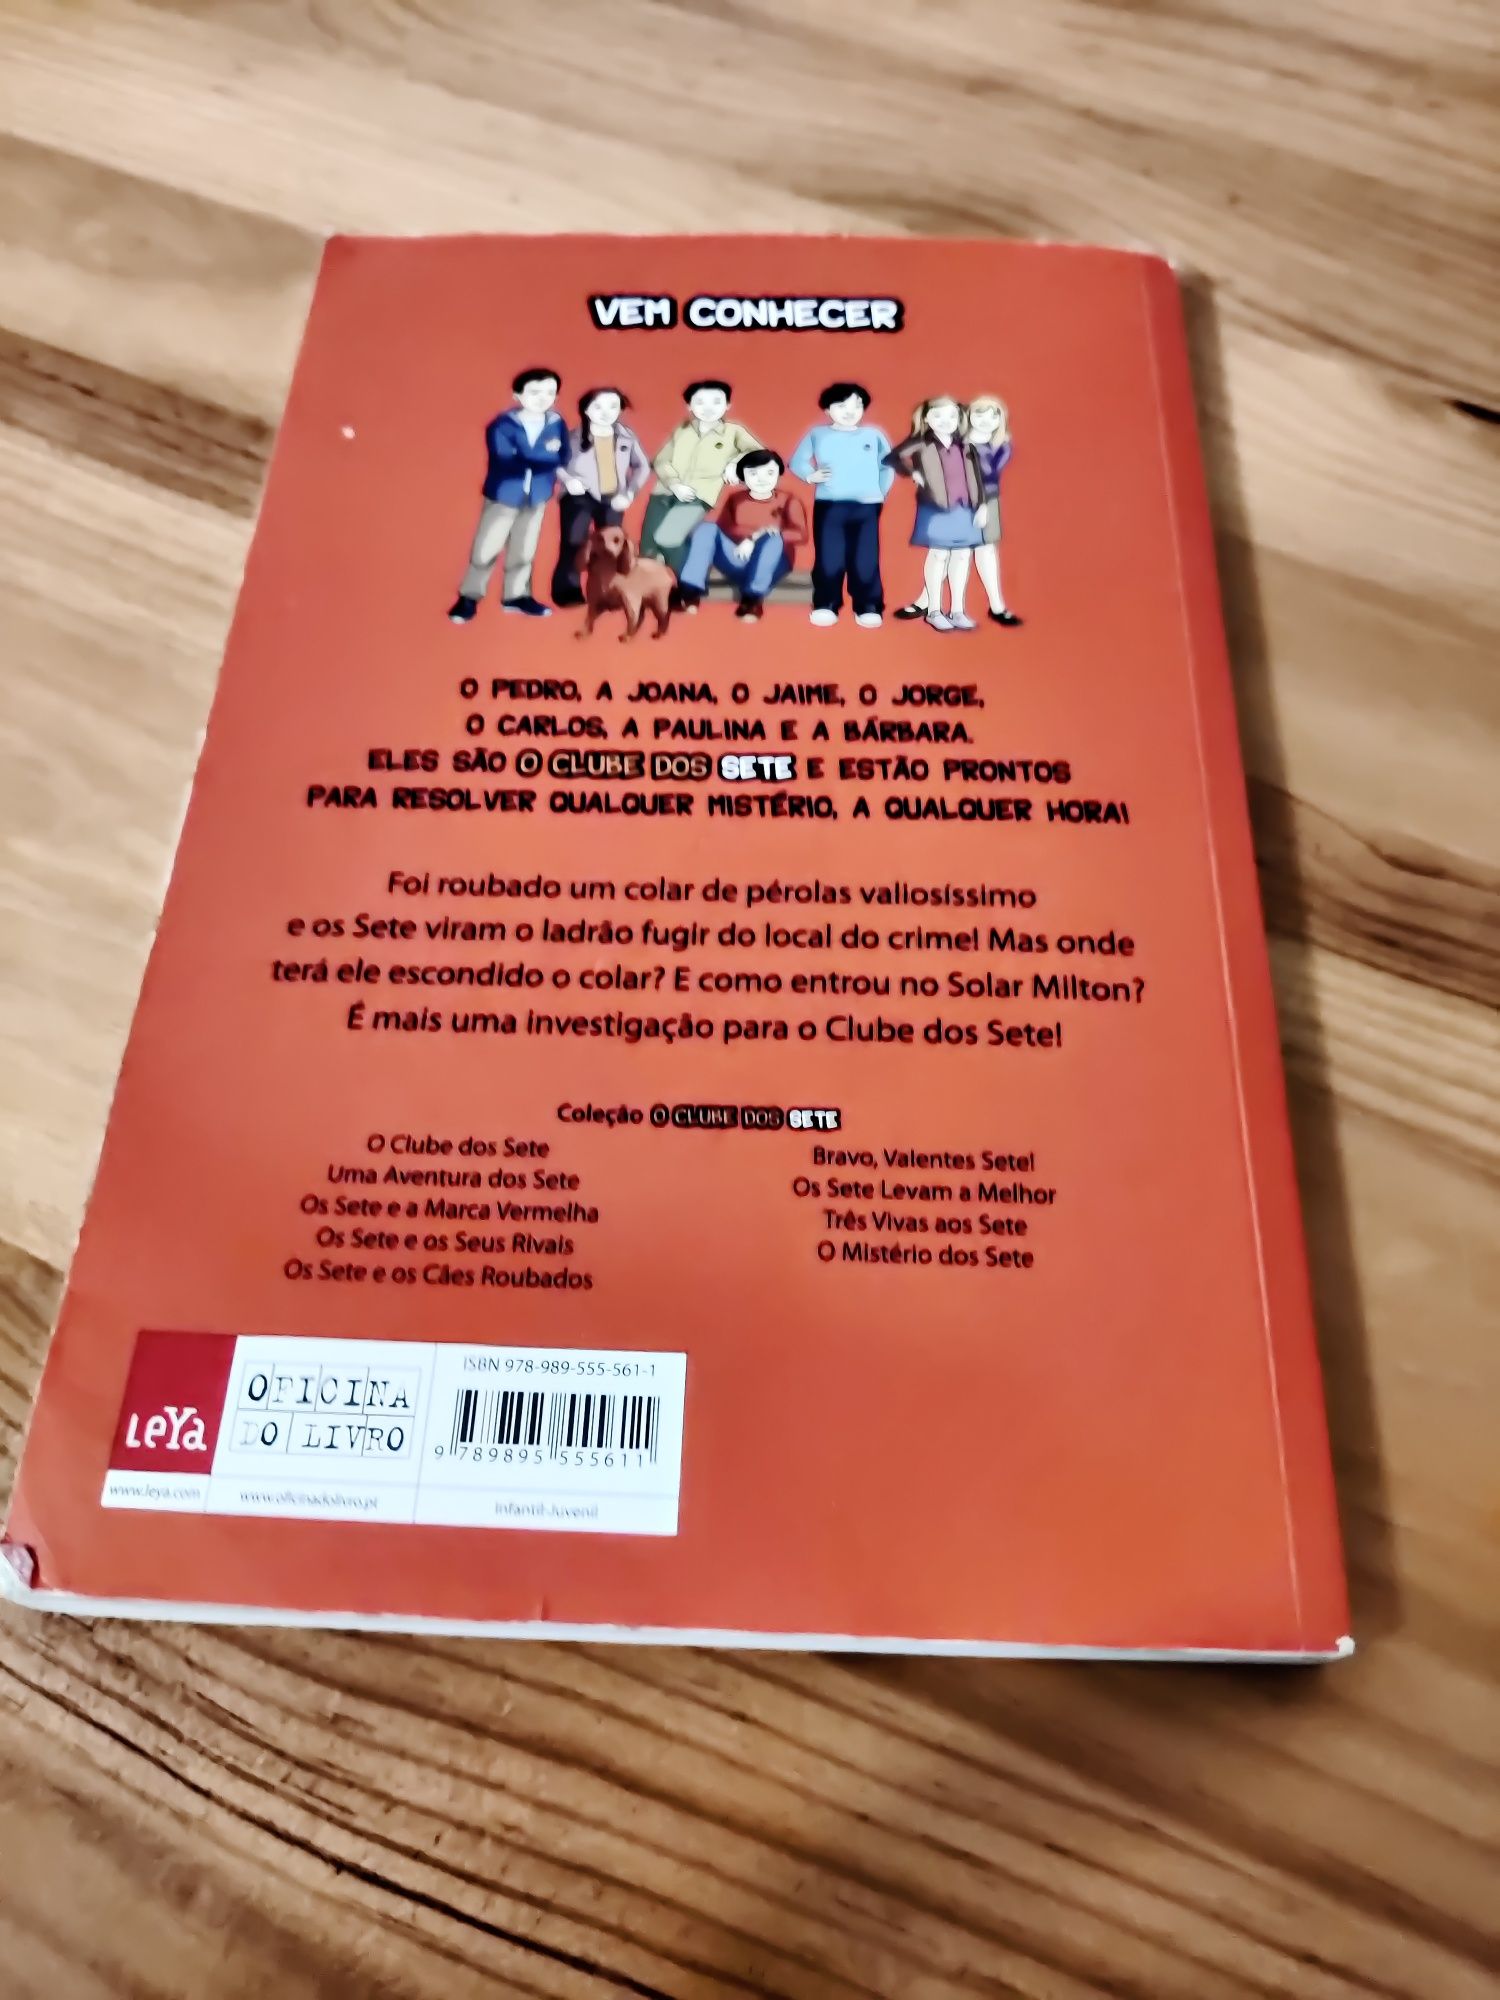 VEM CONHECER
O PEDRO, A JOANA, O JAIME, O JORGE,
O CARLOS, A PAULINA E A BÁRBARA.
ELES SÃO O CLUBE DOS SETE E ESTÃO PRONTOS
PARA RESOLVER QUALQUER MISTÉRIO, A QUALQUER HORA!
Foi roubado um colar de pérolas valiosíssimo
e os Sete viram o ladrão fugir do local do crime! Mas onde
terá ele escondido o colar? E como entrou no Solar Milton?
É mais uma investigação para o Clube dos Sete!
Coleção O CLUBE DOS SETE
O Clube dos Sete
Uma Aventura dos Sete
Os Sete e a Marca Vermelha
Os Sete e os Seus Rivais
Os Sete e os Cães Roubados
Bravo, Valentes Sete!
Os Sete Levam a Melhor
Três Vivas aos Sete
O Mistério dos Sete
LeYa
www.leya.com
OFICINA
DO LIVRO
www.oficinadolivro.pt
ISBN 978-989-555-561-1
9 789895 555611
Infantil-Juvenil